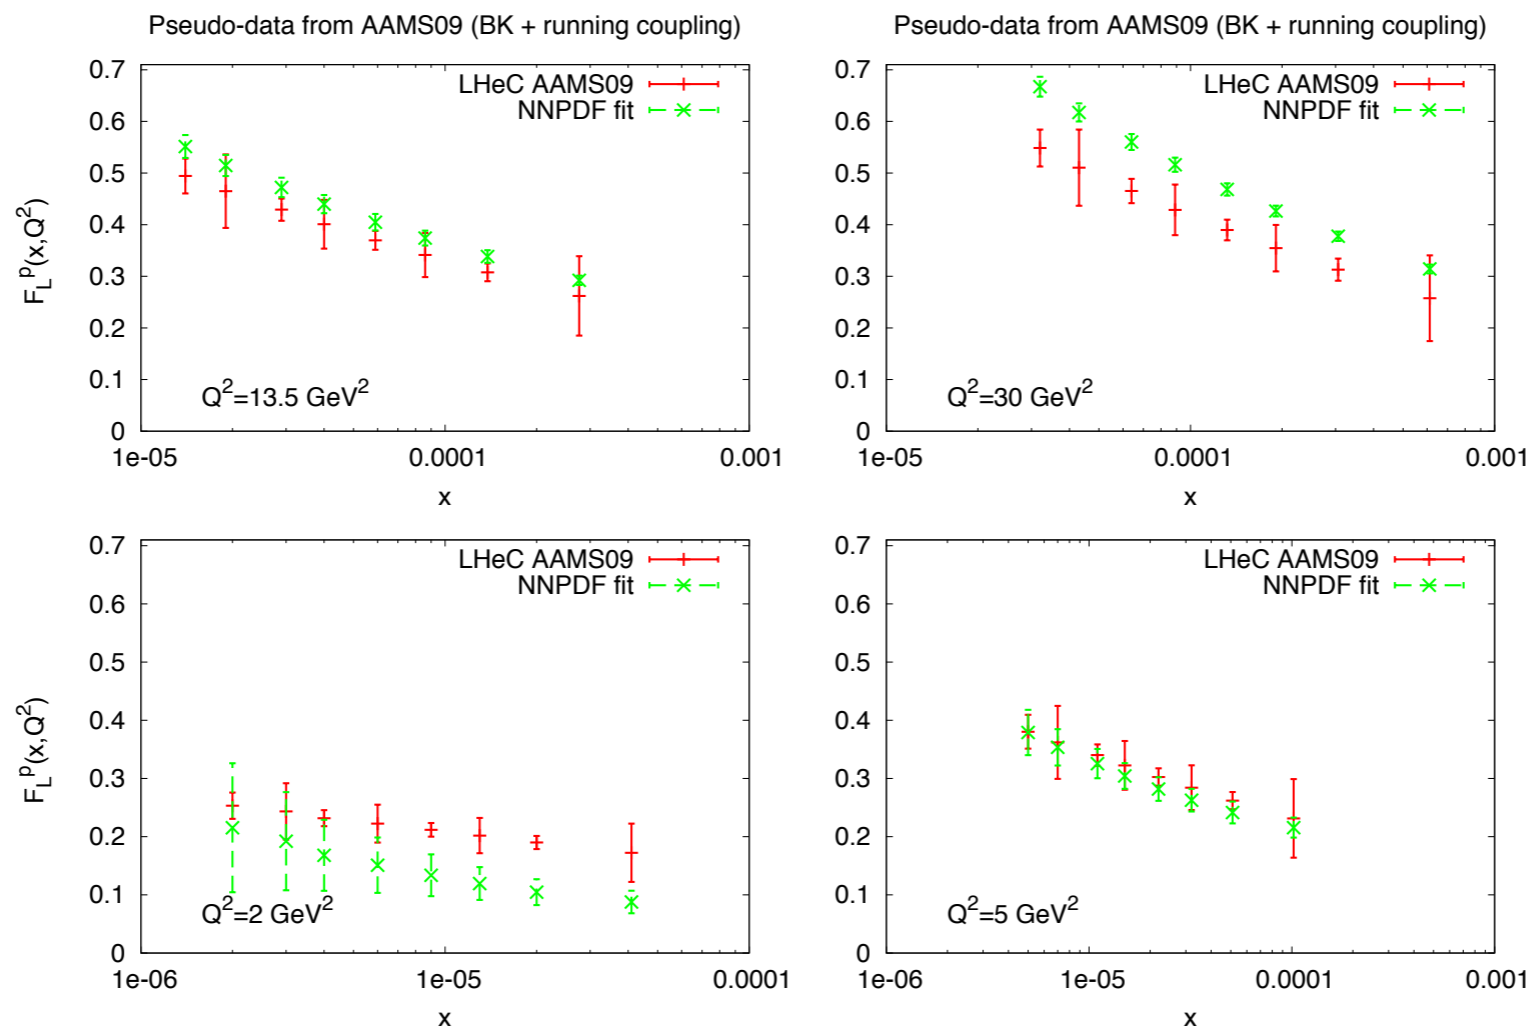 Pseudo-data from AAMS09 (BK + running coupling)
0.7
0.6
0.5
0.4
0.3
0.2
0.1
0
F_L^p(x,Q^2)
LHeC AAMS09
NNPDF fit
Q^2=13.5 GeV^2
1e-05 0.0001 0.001
x
Pseudo-data from AAMS09 (BK + running coupling)
0.7
0.6
0.5
0.4
0.3
0.2
0.1
0
LHeC AAMS09
NNPDF fit
Q^2=30 GeV^2
1e-05 0.0001 0.001
x
0.7
0.6
0.5
0.4
0.3
0.2
0.1
0
F_L^p(x,Q^2)
LHeC AAMS09
NNPDF fit
Q^2=2 GeV^2
1e-06 1e-05 0.0001
x
0.7
0.6
0.5
0.4
0.3
0.2
0.1
0
LHeC AAMS09
NNPDF fit
Q^2=5 GeV^2
1e-06 1e-05 0.0001 0.001
x